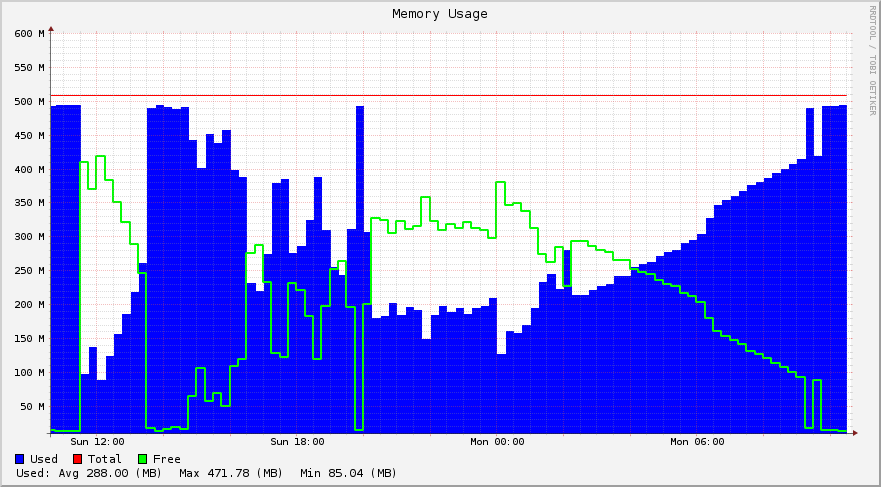 Memory Usage
RRDTOOL / TOBI OETIKER
600 M
550 M
500 M
450 M
400 M
350 M
300 M
250 M
200 M
150 M
100 M
50 M
Sun 12:00 Sun 18:00 Mon 00:00 Mon 06:00
Used Total Free
Used: Avg 288.00 (MB) Max 471.78 (MB) Min 85.04 (MB)